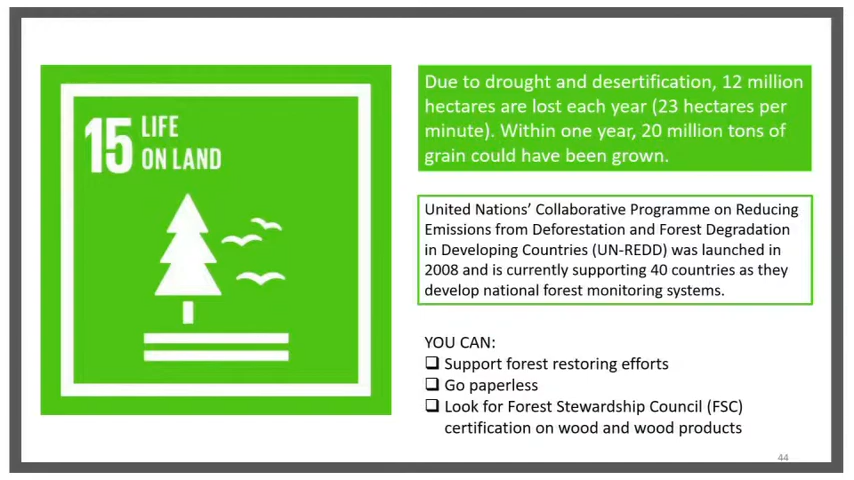 15 LIFE
ON LAND
Due to drought and desertification, 12 million
hectares are lost each year (23 hectares per
minute). Within one year, 20 million tons of
grain could have been grown.
United Nations’ Collaborative Programme on Reducing
Emissions from Deforestation and Forest Degradation
in Developing Countries (UN-REDD) was launched in
2008 and is currently supporting 40 countries as they
develop national forest monitoring systems.
YOU CAN:
❑ Support forest restoring efforts
❑ Go paperless
❑ Look for Forest Stewardship Council (FSC)
certification on wood and wood products
44